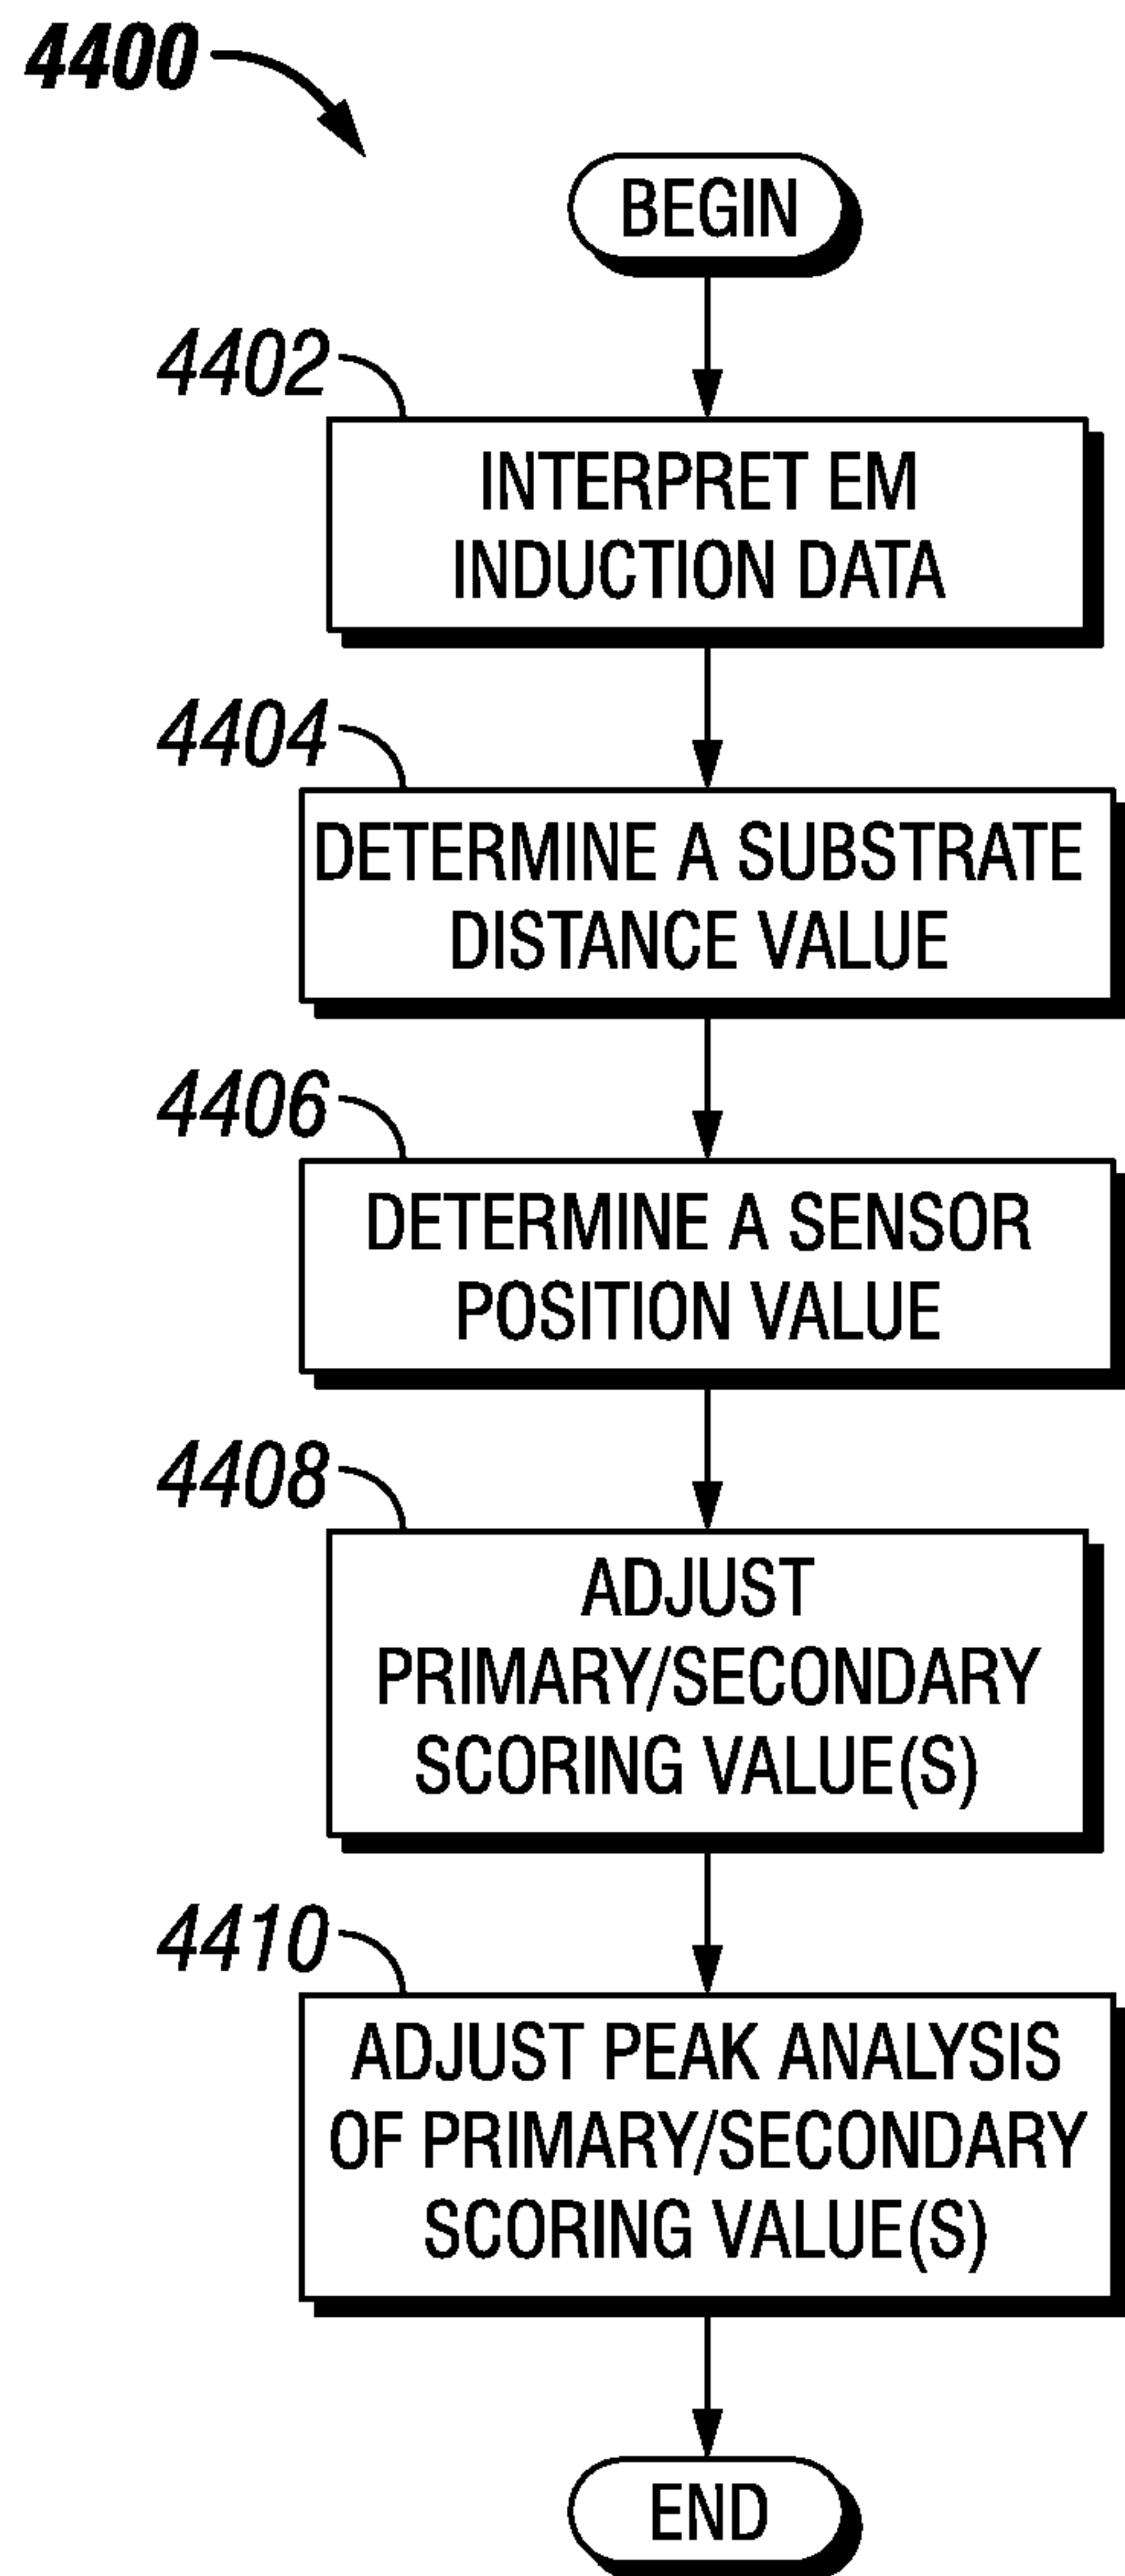 4400
BEGIN
4402
INTERPRET EM
INDUCTION DATA
4404
DETERMINE A SUBSTRATE
DISTANCE VALUE
4406
DETERMINE A SENSOR
POSITION VALUE
4408
ADJUST
PRIMARY/SECONDARY
SCORING VALUE(S)
4410
ADJUST PEAK ANALYSIS
OF PRIMARY/SECONDARY
SCORING VALUE(S)
END